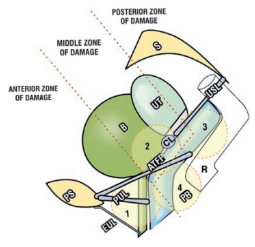 POSTERIOR ZONE
OF DAMAGE
MIDDLE ZONE
OF DAMAGE
ANTERIOR ZONE
OF DAMAGE
S
USL
UT
B
CL
3
2
ATFP
R
PS
PUL
4
PB
1
EUL